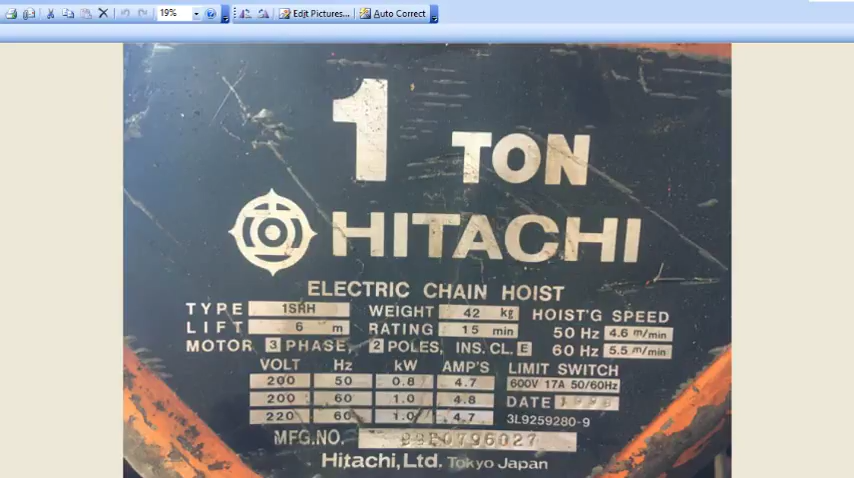 19%
Edit Pictures... Auto Correct
1 TON
HITACHI
ELECTRIC CHAIN HOIST
TYPE 1SRH WEIGHT 42 kg HOIST'G SPEED
LIFT 6 m RATING 15 min 50 Hz 4.6 m/min
MOTOR 3 PHASE, 2 POLES, INS. CL. E 60 Hz 5.5 m/min
VOLT Hz kW AMP'S LIMIT SWITCH
200 50 0.8 4.7 600V 17A 50/60Hz
200 60 1.0 4.8 DATE
220 60 1.0 4.7 3L9259280-9
MFG.NO.
Hitachi, Ltd. Tokyo Japan